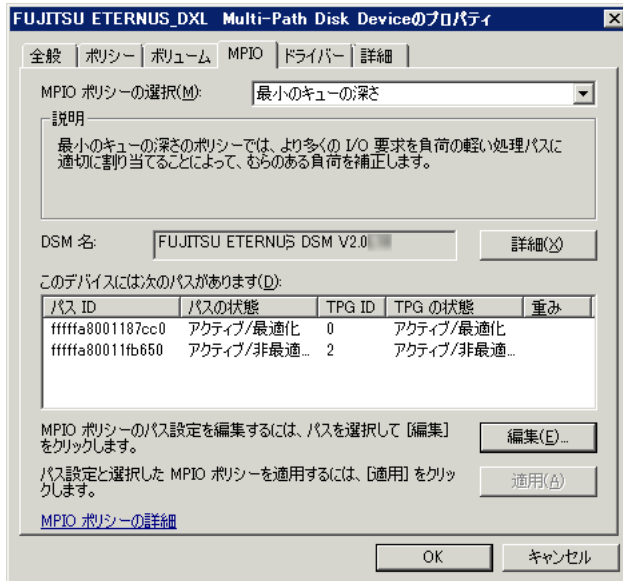 FUJITSU ETERNUS_DXL Multi-Path Disk Deviceのプロパティ
全般 ポリシー ボリューム MPIO ドライバー 詳細
MPIO ポリシーの選択(M): 最小のキューの深さ
説明
最小のキューの深さのポリシーでは、より多くの I/O 要求を負荷の軽い処理パスに
適切に割り当てることによって、むらのある負荷を補正します。
DSM 名: FUJITSU ETERNUS DSM V2.0 詳細(X)
このデバイスには次のパスがあります(D):
パス ID パスの状態 TPG ID TPG の状態 重み
fffffa8001187cc0 アクティブ/最適化 0 アクティブ/最適化
fffffa80011fb650 アクティブ/非最適... 2 アクティブ/非最適...
MPIO ポリシーのパス設定を編集するには、パスを選択して [編集]
をクリックします。 編集(E)...
パス設定と選択した MPIO ポリシーを適用するには、[適用] をクリッ
クします。 適用(A)
MPIO ポリシーの詳細
OK キャンセル